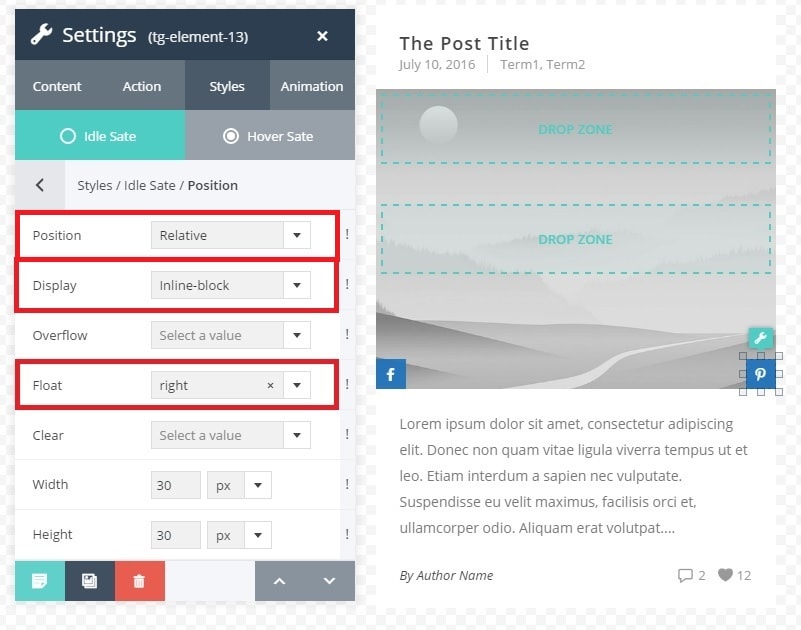 Settings (tg-element-13) ×
Content Action Styles Animation
Idle Sate Hover Sate
Styles / Idle Sate / Position
Position Relative !
Display Inline-block !
Overflow Select a value !
Float right × !
Clear Select a value !
Width 30 px !
Height 30 px !
The Post Title
July 10, 2016 Term1, Term2
DROP ZONE
DROP ZONE
Lorem ipsum dolor sit amet, consectetur adipiscing
elit. Donec non quam vitae ligula viverra tempus ut et
leo. Etiam interdum a sapien nec vulputate.
Suspendisse eu velit maximus, facilisis orci et,
ullamcorper odio. Aliquam erat volutpat....
By Author Name 2 12